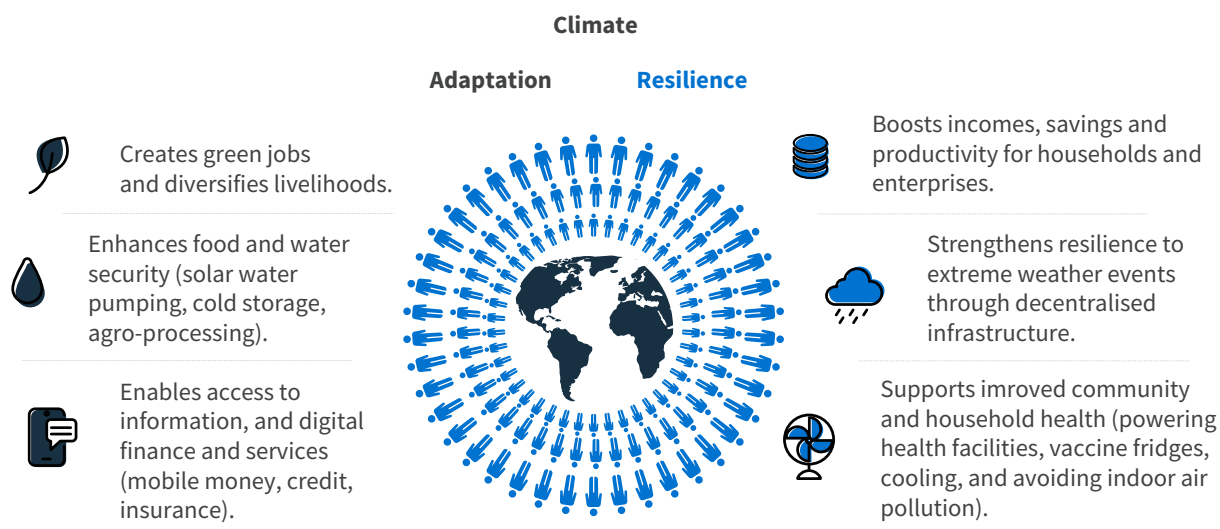 Climate
Adaptation
Resilience
Creates green jobs
and diversifies livelihoods.
Enhances food and water
security (solar water
pumping, cold storage,
agro-processing).
Enables access to
information, and digital
finance and services
(mobile money, credit,
insurance).
Boosts incomes, savings and
productivity for households and
enterprises.
Strengthens resilience to
extreme weather events
through decentralised
infrastructure.
Supports imroved community
and household health (powering
health facilities, vaccine fridges,
cooling, and avoiding indoor air
pollution).